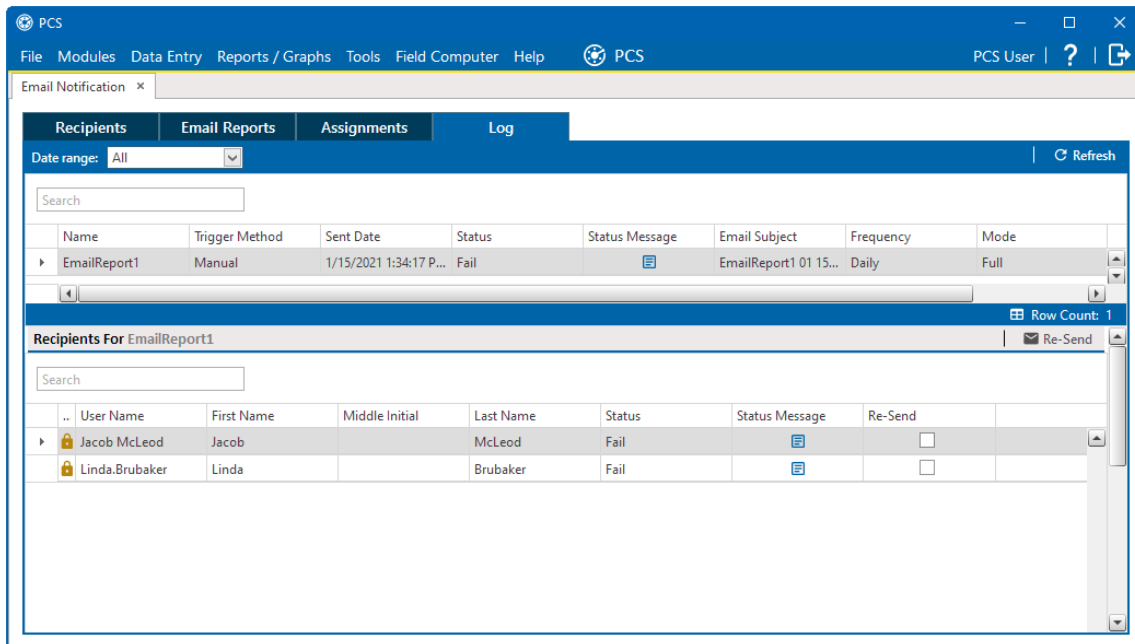 PCS
File Modules Data Entry Reports / Graphs Tools Field Computer Help PCS PCS User | ? |
Email Notification ×
Recipients Email Reports Assignments Log
Date range: All Refresh
Search
Name Trigger Method Sent Date Status Status Message Email Subject Frequency Mode
EmailReport1 Manual 1/15/2021 1:34:17 P... Fail EmailReport1 01 15... Daily Full
Row Count: 1
Recipients For EmailReport1 Re-Send
Search
.. User Name First Name Middle Initial Last Name Status Status Message Re-Send
Jacob McLeod Jacob McLeod Fail
Linda.Brubaker Linda Brubaker Fail